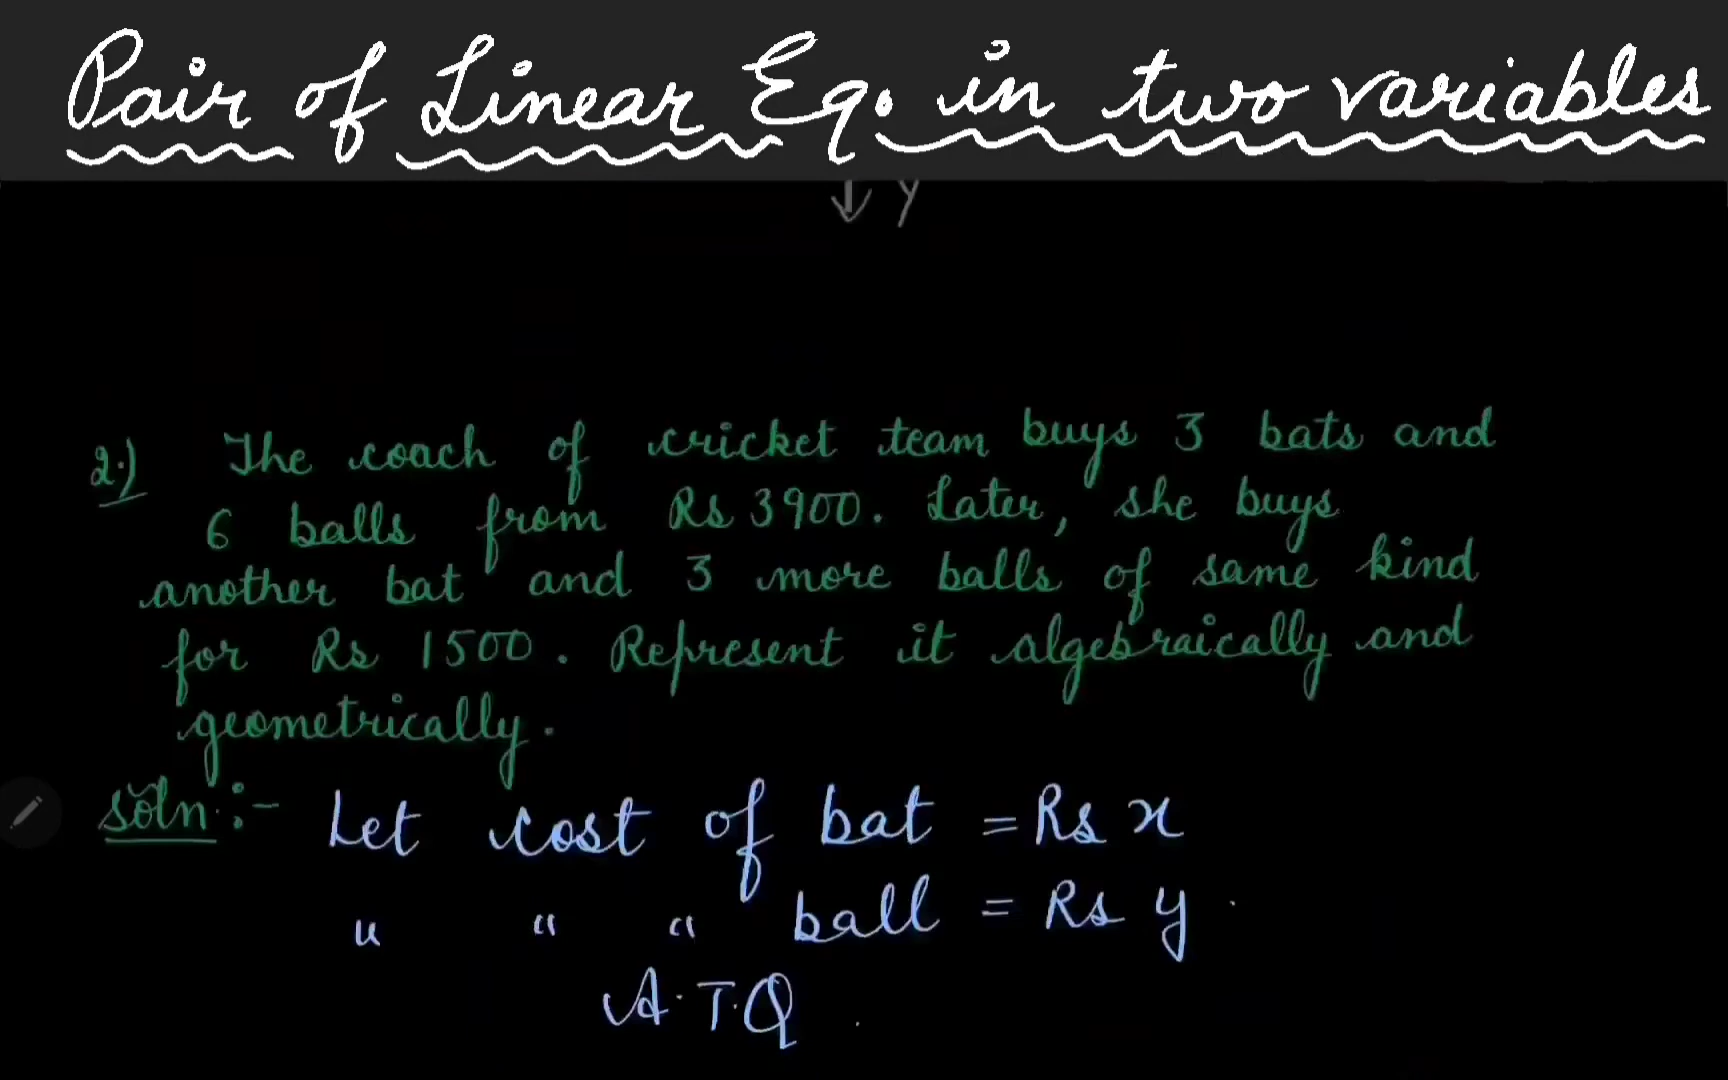 Pair of Linear Eq. in two variables
↓ y
2.) The coach of cricket team buys 3 bats and
6 balls from Rs 3900. Later, she buys
another bat and 3 more balls of same kind
for Rs 1500. Represent it algebraically and
geometrically.
soln:- Let cost of bat = Rs x
" " " ball = Rs y
A.T.Q